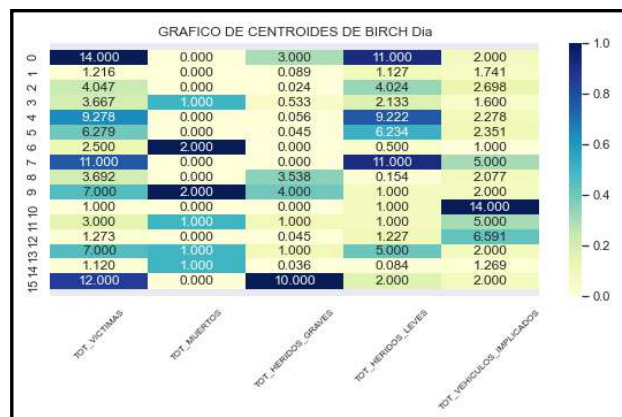 GRAFICO DE CENTROIDES DE BIRCH Dia
0 14.000 0.000 3.000 11.000 2.000
1 1.216 0.000 0.089 1.127 1.741
2 4.047 0.000 0.024 4.024 2.698
3 3.667 1.000 0.533 2.133 1.600
4 9.278 0.000 0.056 9.222 2.278
5 6.279 0.000 0.045 6.234 2.351
6 2.500 2.000 0.000 0.500 1.000
7 11.000 0.000 0.000 11.000 5.000
8 3.692 0.000 3.538 0.154 2.077
9 7.000 2.000 4.000 1.000 2.000
10 1.000 0.000 0.000 1.000 14.000
11 3.000 1.000 1.000 1.000 5.000
12 1.273 0.000 0.045 1.227 6.591
13 7.000 1.000 1.000 5.000 2.000
14 1.120 1.000 0.036 0.084 1.269
15 12.000 0.000 10.000 2.000 2.000
TOT_VICTIMAS
TOT_MUERTOS
TOT_HERIDOS_GRAVES
TOT_HERIDOS_LEVES
TOT_VEHICULOS_IMPLICADOS
1.0
0.8
0.6
0.4
0.2
0.0